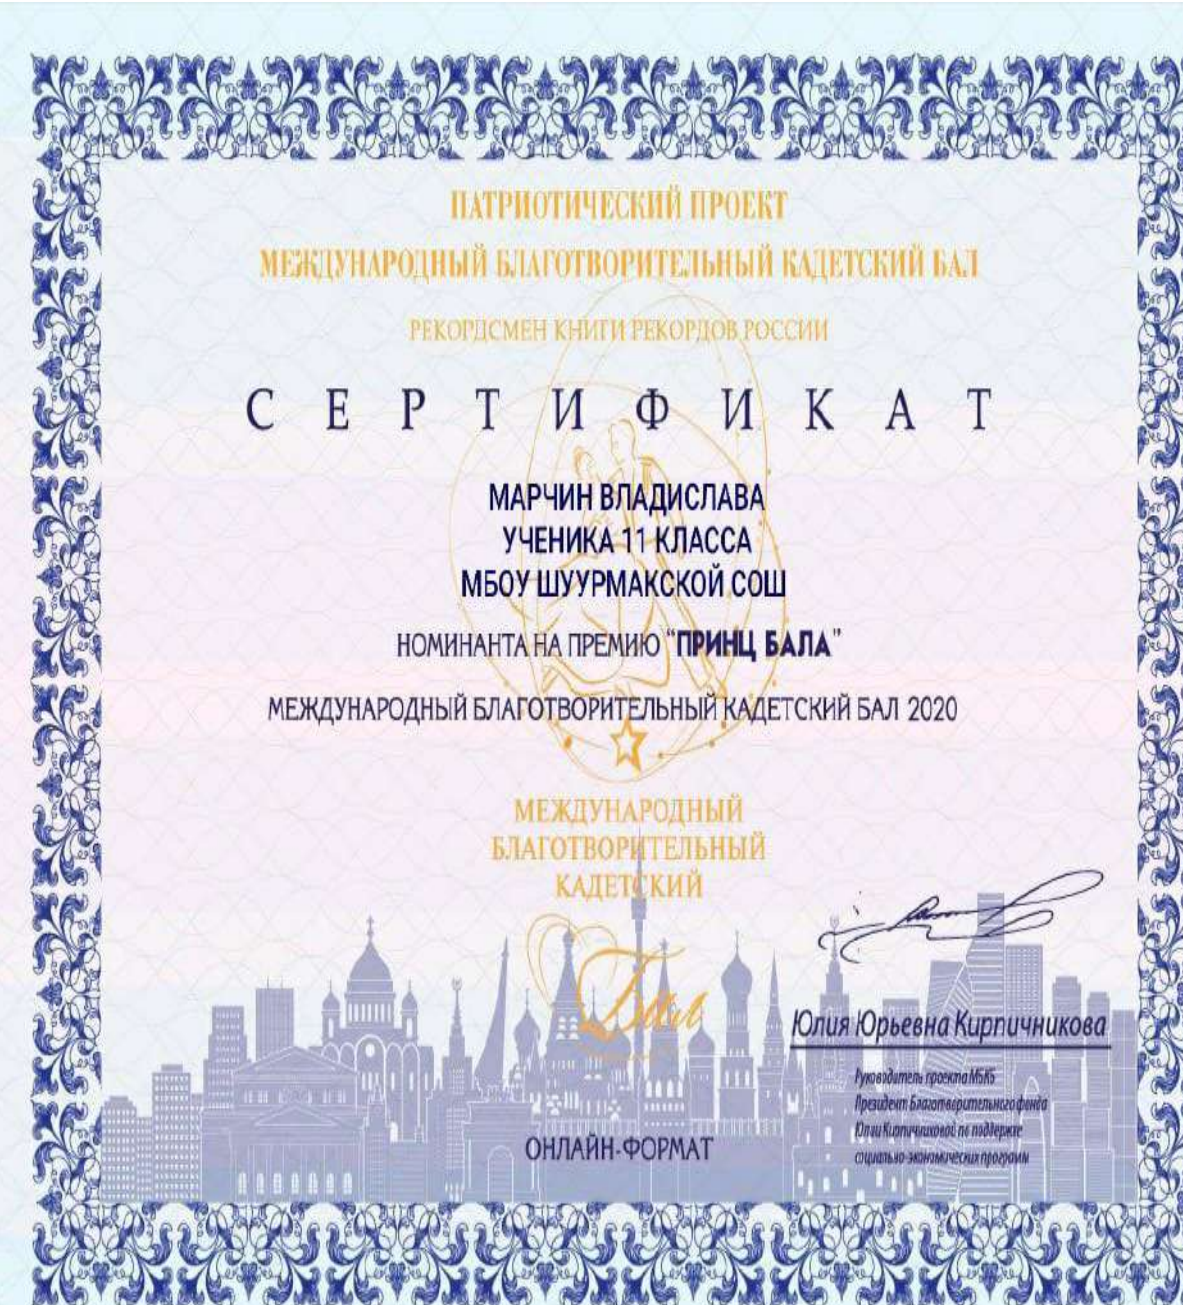 ПАТРИОТИЧЕСКИЙ ПРОЕКТ
МЕЖДУНАРОДНЫЙ БЛАГОТВОРИТЕЛЬНЫЙ КАДЕТСКИЙ БАЛ
РЕКОРДСМЕН КНИГИ РЕКОРДОВ РОССИИ
СЕРТИФИКАТ
МАРЧИН ВЛАДИСЛАВА
УЧЕНИКА 11 КЛАССА
МБОУ ШУУРМАКСКОЙ СОШ
НОМИНАНТА НА ПРЕМИЮ "ПРИНЦ БАЛА"
МЕЖДУНАРОДНЫЙ БЛАГОТВОРИТЕЛЬНЫЙ КАДЕТСКИЙ БАЛ 2020
МЕЖДУНАРОДНЫЙ
БЛАГОТВОРИТЕЛЬНЫЙ
КАДЕТСКИЙ
Бал
Юлия Юрьевна Кирпичникова
Руководитель проекта МБКБ
Президент Благотворительного фонда
Юлии Кирпичниковой по поддержке
социально-экономических программ
ОНЛАЙН-ФОРМАТ